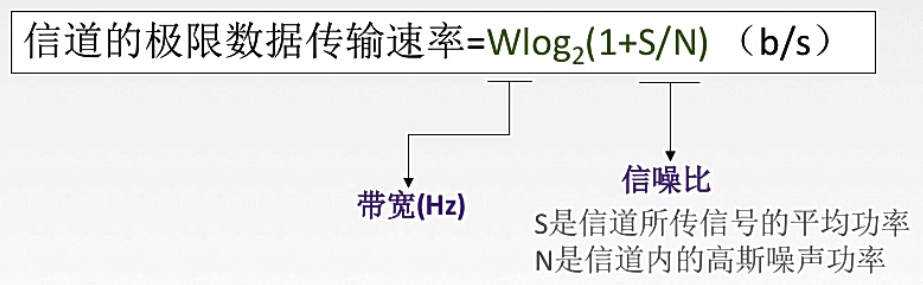 信道的极限数据传输速率=Wlog₂(1+S/N) （b/s）
带宽(Hz)
信噪比
S是信道所传信号的平均功率
N是信道内的高斯噪声功率